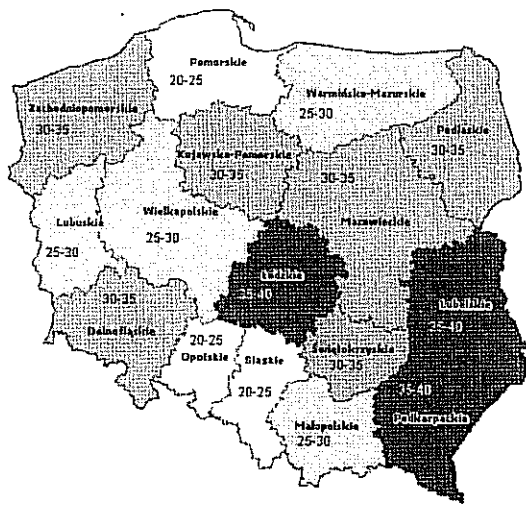 Pomorskie
20-25
Warmińsko-Mazurskie
25-30
Zachodniopomorskie
30-35
Podlaskie
30-35
Kujawsko-Pomorskie
30-35
30-35
Mazowieckie
Wielkopolskie
25-30
Lubuskie
25-30
Łódzkie
35-40
Lubelskie
35-40
30-35
Dolnośląskie
20-25
Opolskie
Śląskie
20-25
Świętokrzyskie
30-35
35-40
Podkarpackie
Małopolskie
25-30